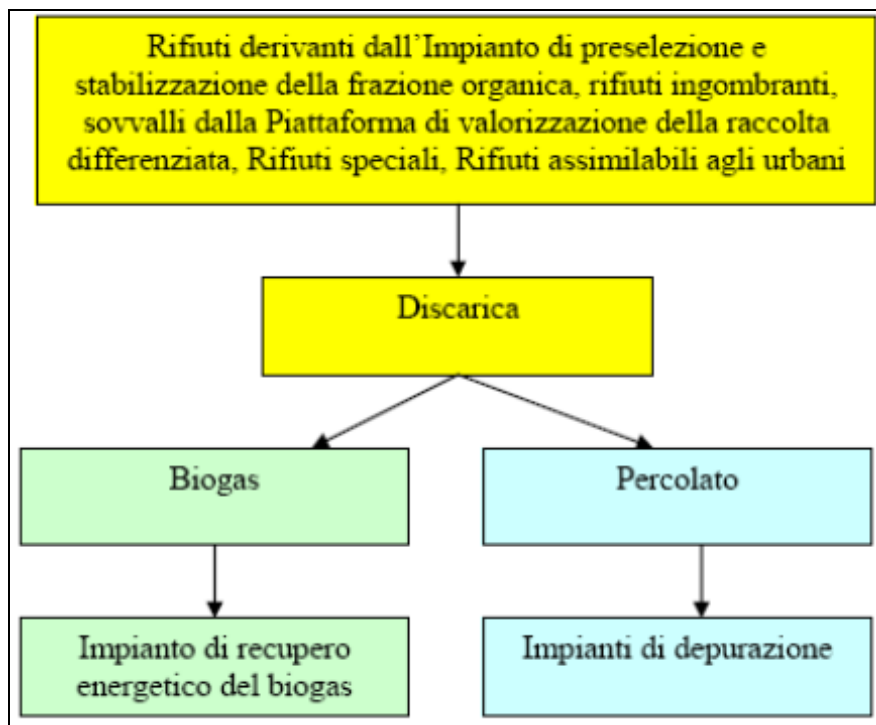 Rifiuti derivanti dall'Impianto di preselezione e
stabilizzazione della frazione organica, rifiuti ingombranti,
sovvalli dalla Piattaforma di valorizzazione della raccolta
differenziata, Rifiuti speciali, Rifiuti assimilabili agli urbani
Discarica
Biogas
Percolato
Impianto di recupero
energetico del biogas
Impianti di depurazione